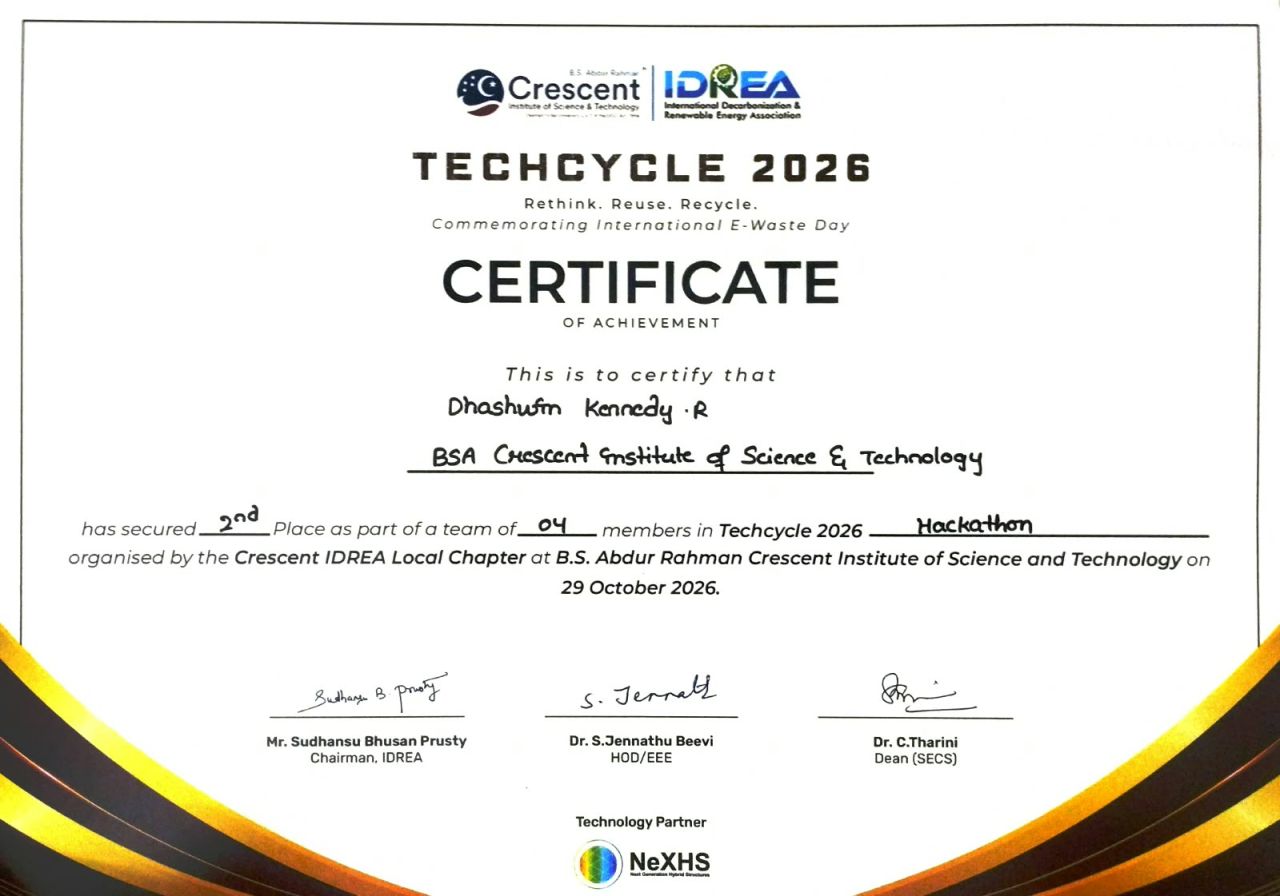 B.S. Abdur Rahman
Crescent
Institute of Science & Technology
IDREA
International Decarbonization &
Renewable Energy Association
TECHCYCLE 2026
Rethink. Reuse. Recycle.
Commemorating International E-Waste Day
CERTIFICATE
OF ACHIEVEMENT
This is to certify that
Kennedy .R
BSA Crescent Institute of Science & Technology
has secured 2nd Place as part of a team of 04 members in Techcycle 2026 Hackathon
organised by the Crescent IDREA Local Chapter at B.S. Abdur Rahman Crescent Institute of Science and Technology on
29 October 2026.
Sudhansu B. Prusty
S. Jennath
Mr. Sudhansu Bhusan Prusty
Chairman, IDREA
Dr. S.Jennathu Beevi
HOD/EEE
Dr. C.Tharini
Dean (SECS)
Technology Partner
NeXHS
Next Generation Hybrid Structures